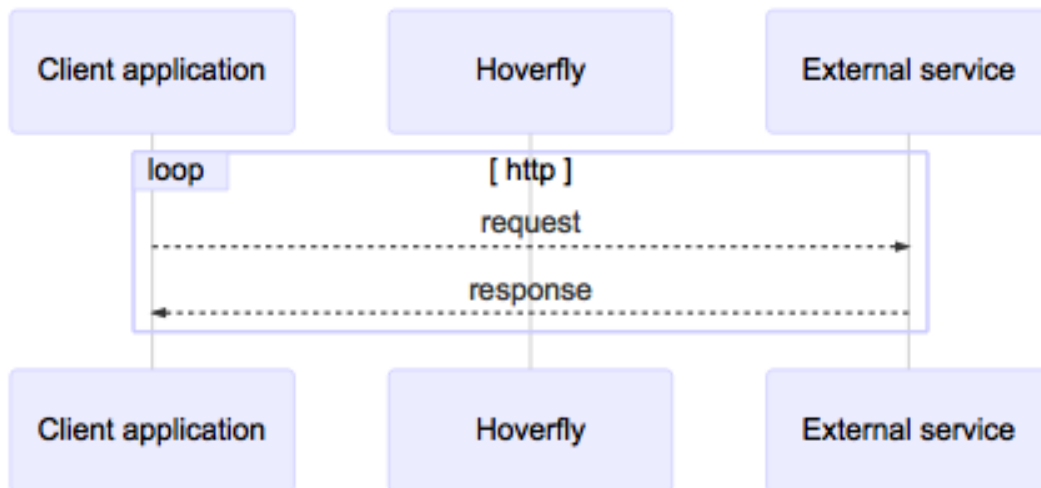 Client application
Hoverfly
External service
loop
[ http ]
request
response
Client application
Hoverfly
External service